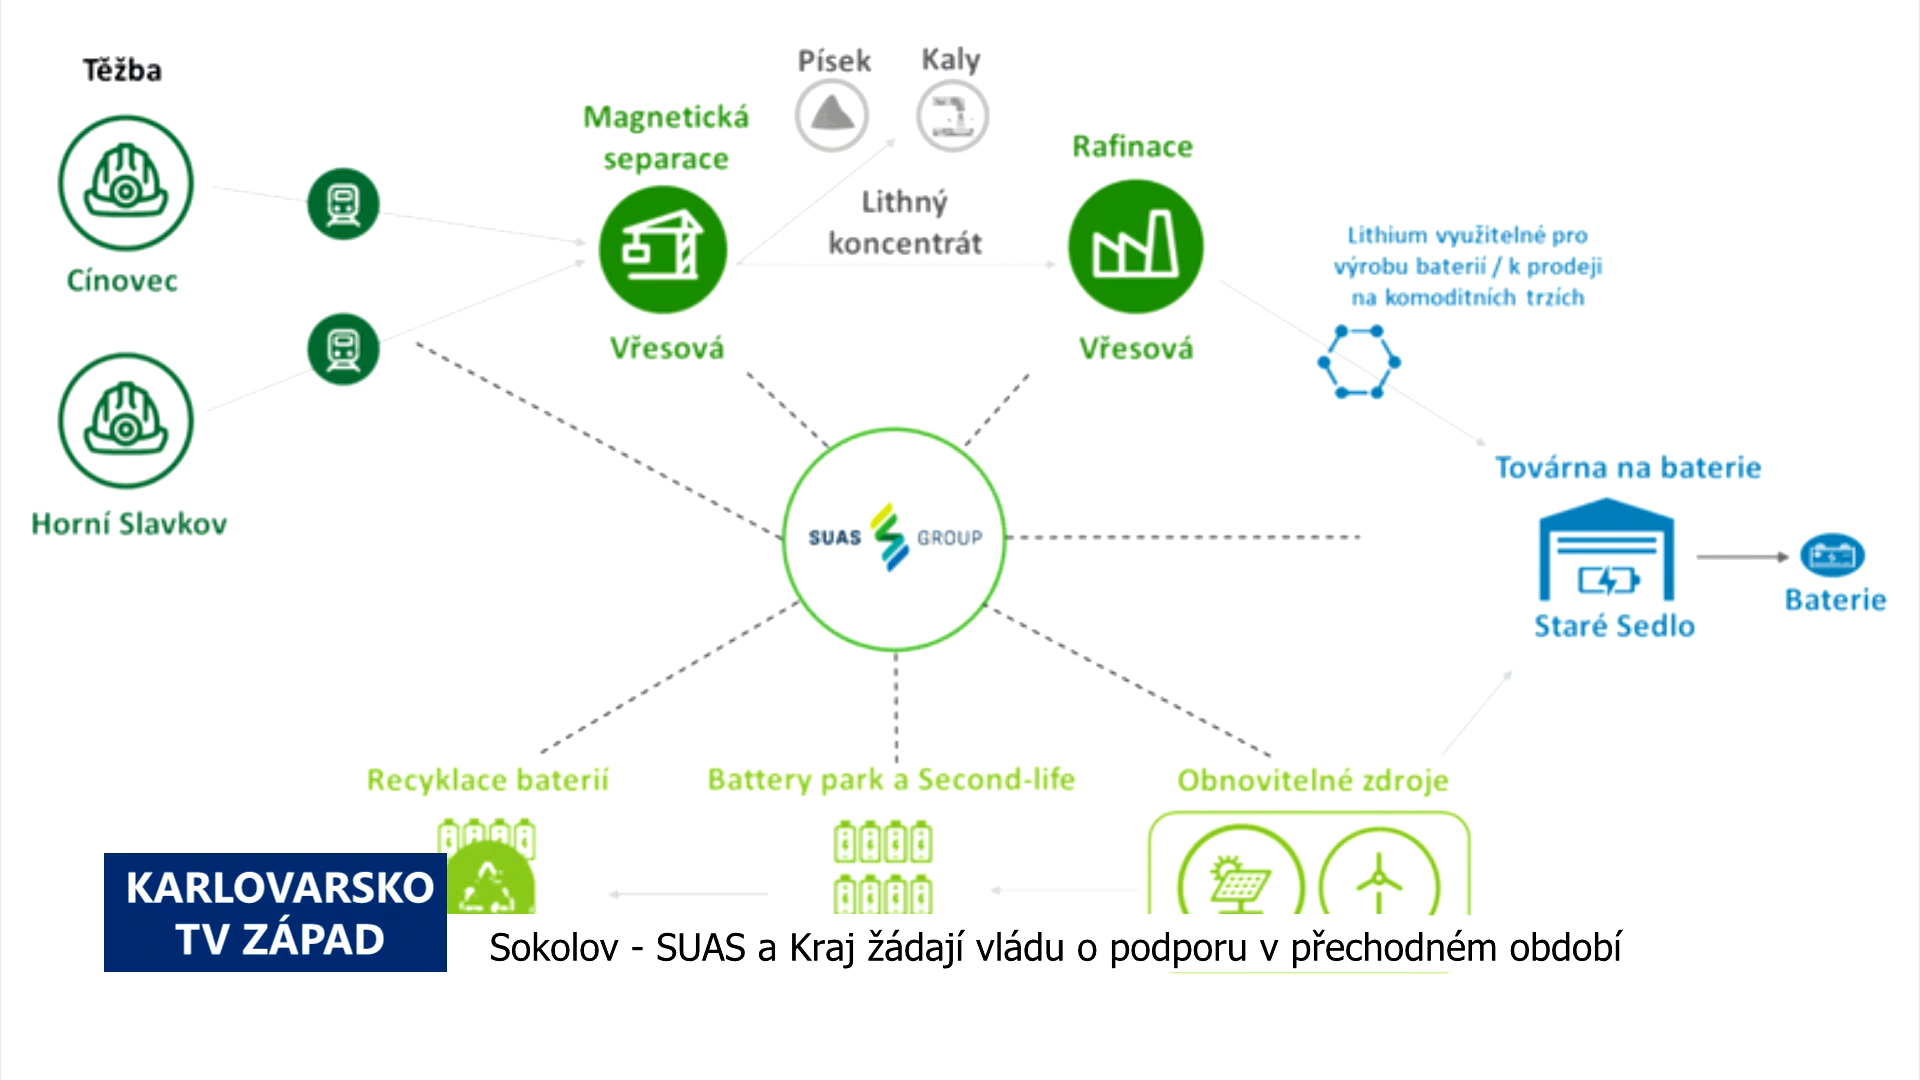 Těžba
Cínovec
Horní Slavkov
Magnetická
separace
Vřesová
Písek
Kaly
Lithný
koncentrát
Rafinace
Vřesová
Lithium využitelné pro
výrobu baterií / k prodeji
na komoditních trzích
Továrna na baterie
Staré Sedlo
Baterie
SUAS GROUP
Recyklace baterií
Battery park a Second-life
Obnovitelné zdroje
KARLOVARSKO
TV ZÁPAD
Sokolov - SUAS a Kraj žádají vládu o podporu v přechodném období